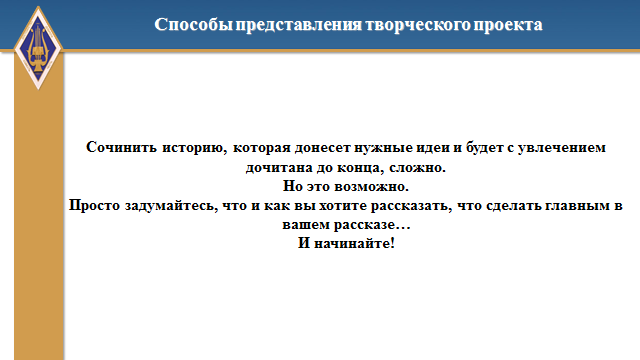 Способы представления творческого проекта
Сочинить историю, которая донесет нужные идеи и будет с увлечением
дочитана до конца, сложно.
Но это возможно.
Просто задумайтесь, что и как вы хотите рассказать, что сделать главным в
вашем рассказе…
И начинайте!